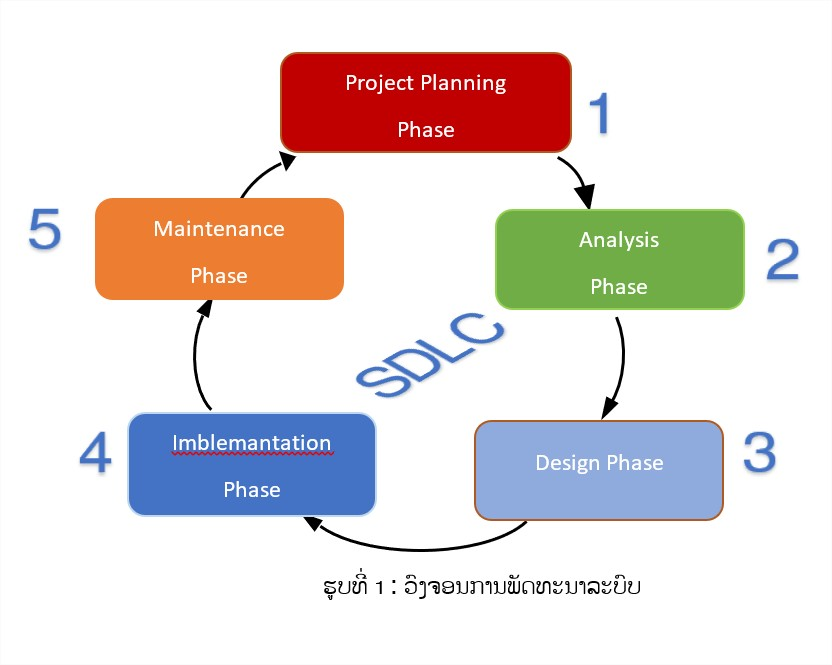 Project Planning
Phase
1
Analysis
Phase
2
Design Phase
3
Imblemantation
Phase
4
Maintenance
Phase
5
SDLC
ຮູບທີ່ 1 : ວົງຈອນການພັດທະນາລະບົບ